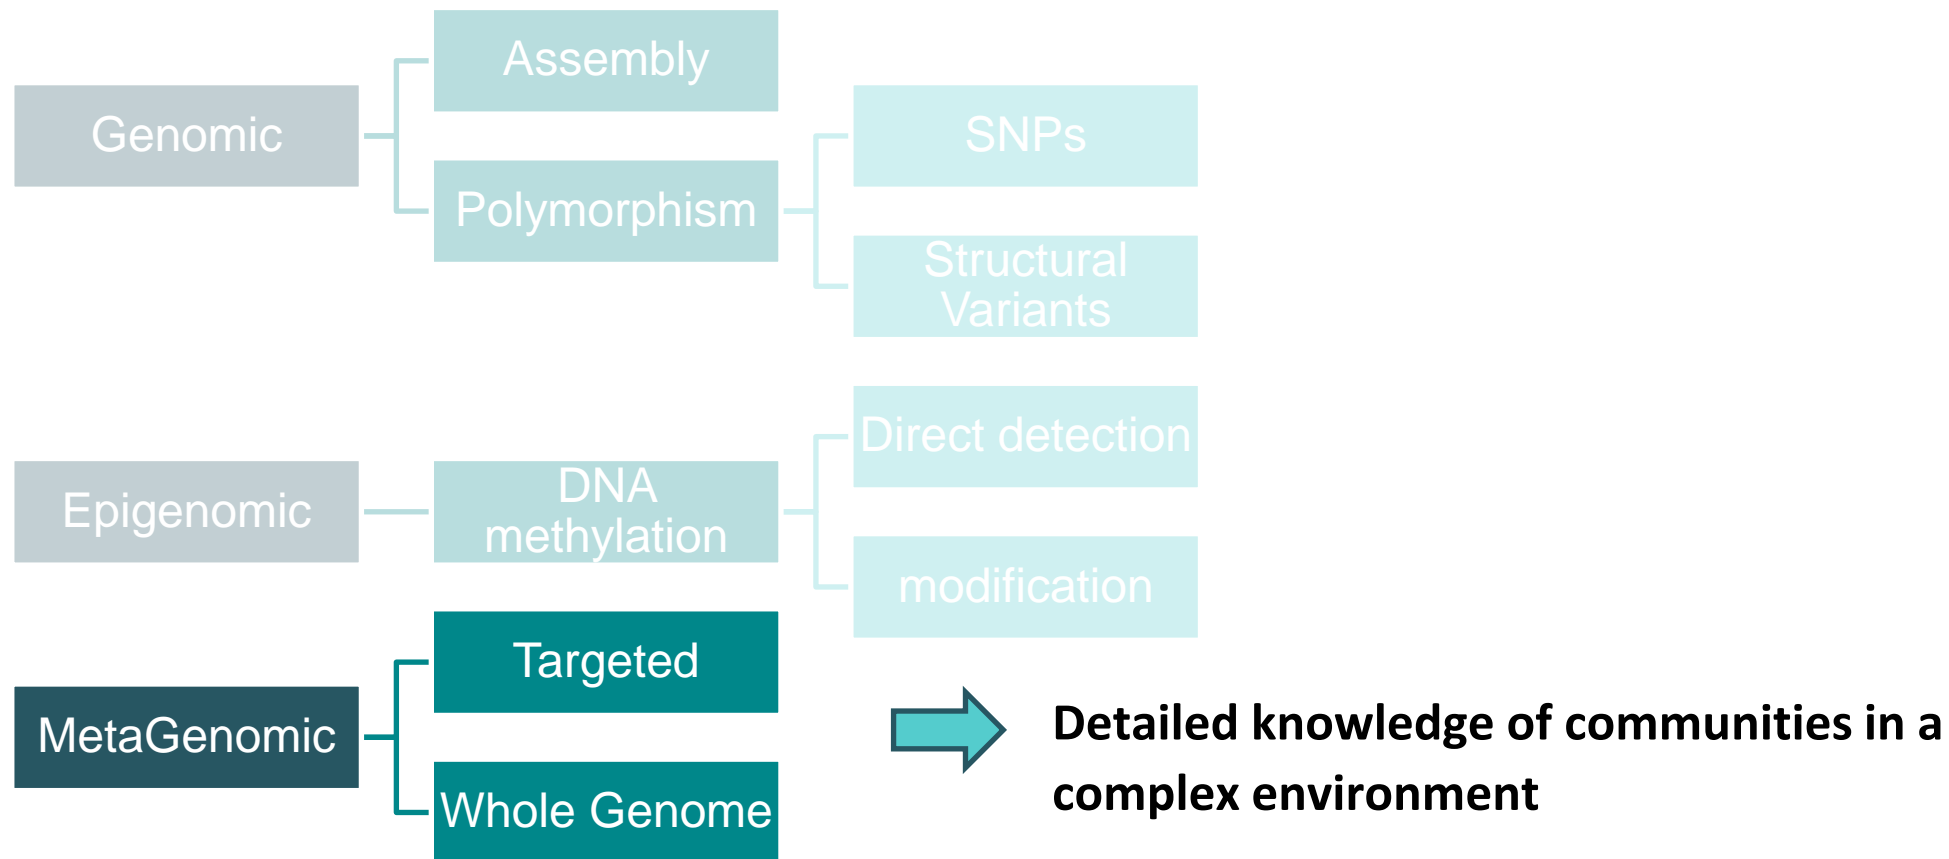 Genomic
Assembly
Polymorphism
SNPs
Structural
Variants
Epigenomic
DNA
methylation
Direct detection
modification
MetaGenomic
Targeted
Whole Genome
Detailed knowledge of communities in a
complex environment